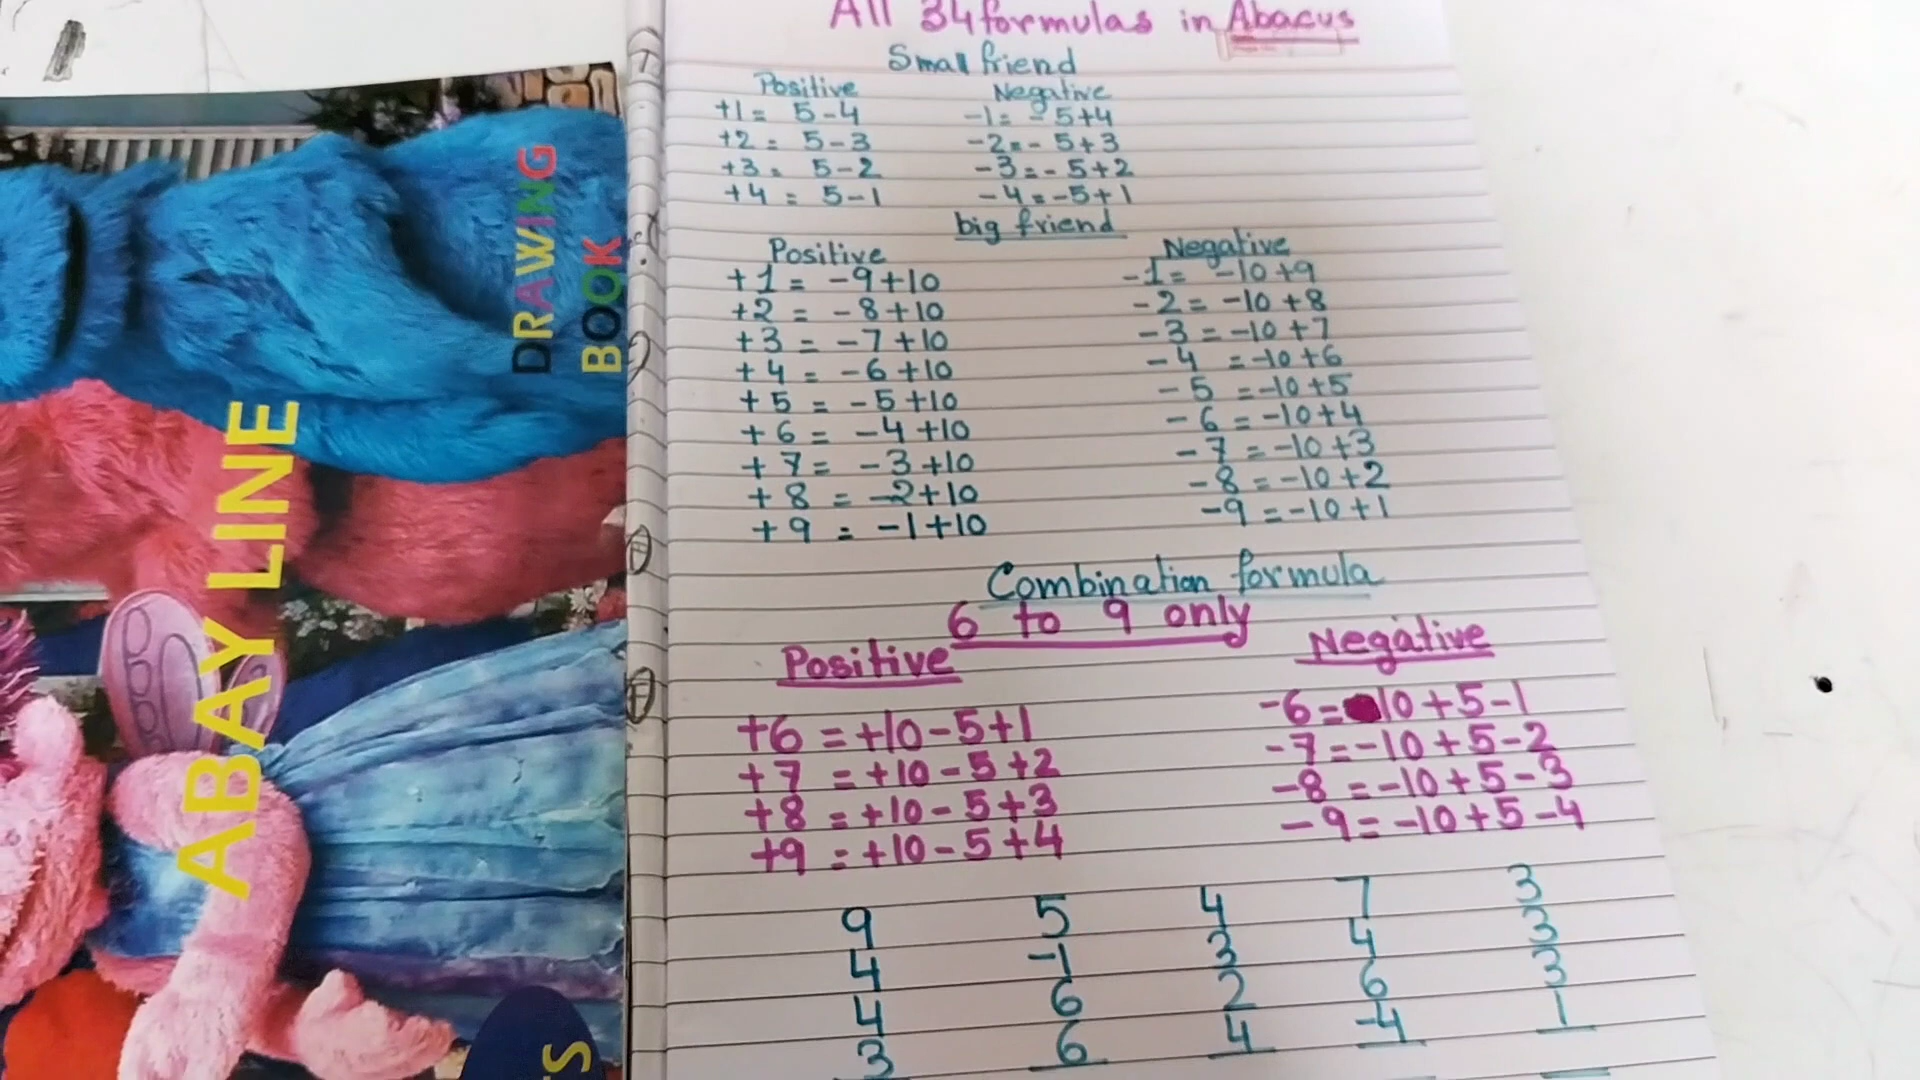 All 34 formulas in Abacus
Small friend
Positive Negative
+1 = 5-4 -1 = -5+4
+2 = 5-3 -2 = -5+3
+3 = 5-2 -3 = -5+2
+4 = 5-1 -4 = -5+1
big friend
Positive Negative
+1 = -9+10 -1 = -10+9
+2 = -8+10 -2 = -10+8
+3 = -7+10 -3 = -10+7
+4 = -6+10 -4 = -10+6
+5 = -5+10 -5 = -10+5
+6 = -4+10 -6 = -10+4
+7 = -3+10 -7 = -10+3
+8 = -2+10 -8 = -10+2
+9 = -1+10 -9 = -10+1
Combination formula
6 to 9 only
Positive Negative
+6 = +10-5+1 -6 = 10+5-1
+7 = +10-5+2 -7 = -10+5-2
+8 = +10-5+3 -8 = -10+5-3
+9 = +10-5+4 -9 = -10+5-4
9 5 4 7 3
4 -1 3 4 3
4 6 2 6 3
3 6 4 -4 1
DRAWING
BOOK
ABAY LINE